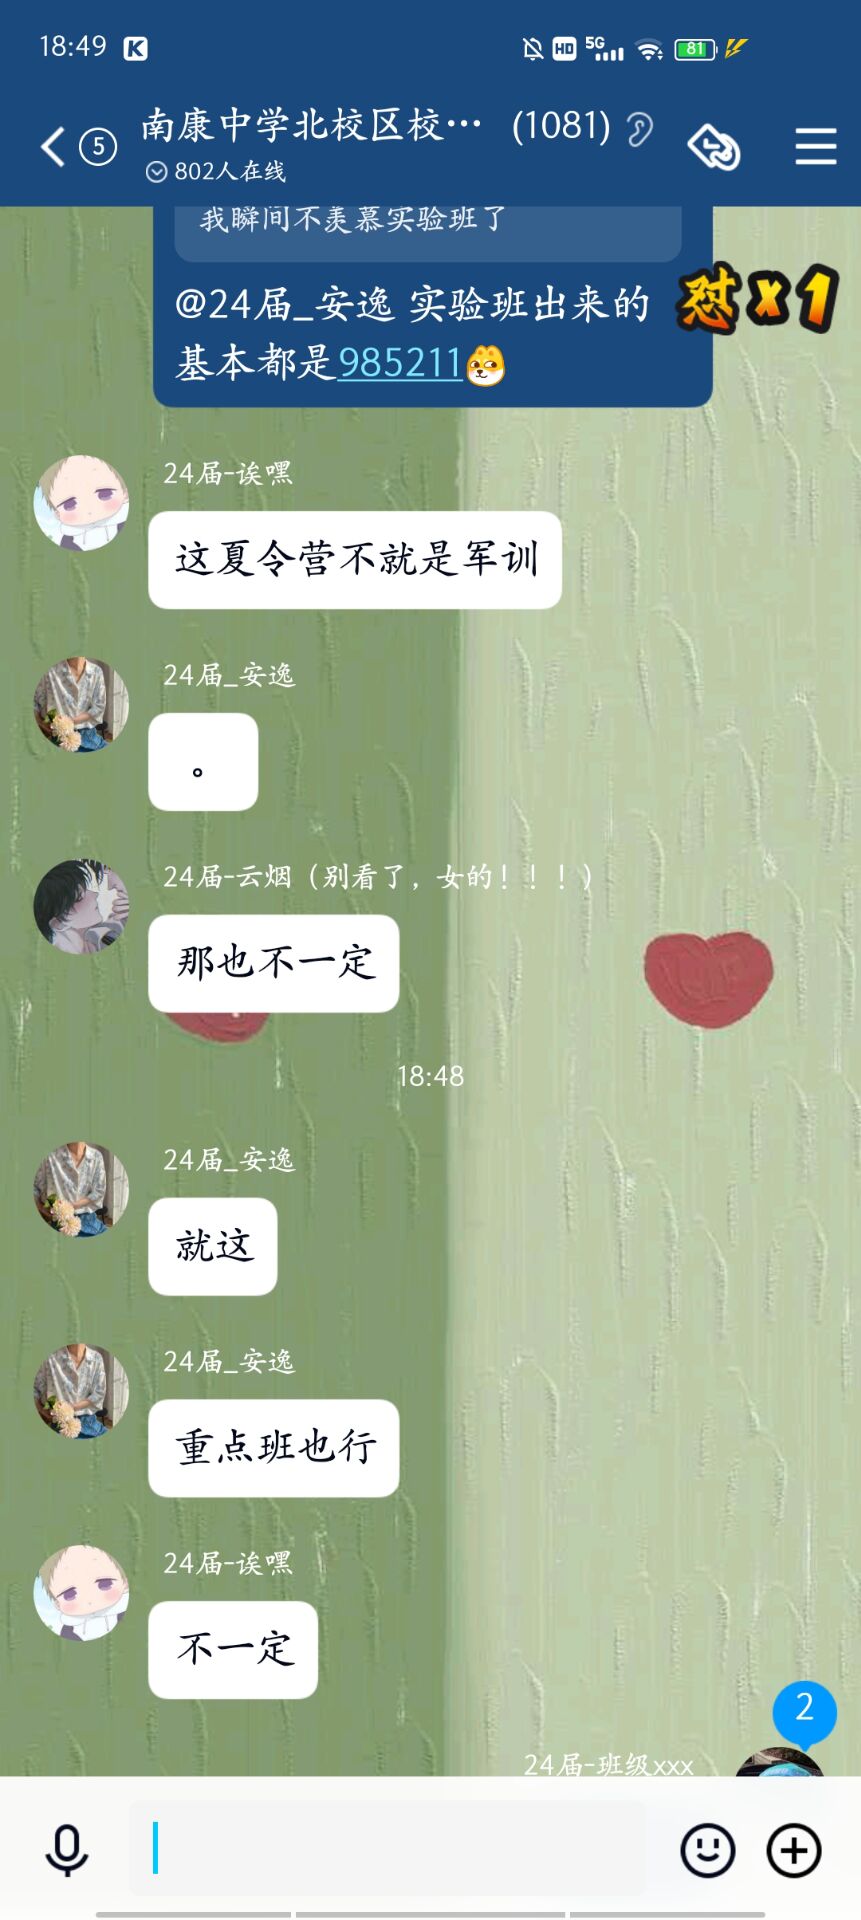 18:49 K HD 5G 81
5 南康中学北校区校… (1081)
802人在线
我瞬间不羡慕实验班了
@24届_安逸 实验班出来的
基本都是985211
怼x1
24届-诶嘿
这夏令营不就是军训
24届_安逸
。
24届-云烟（别看了，女的！！！）
那也不一定
18:48
24届_安逸
就这
24届_安逸
重点班也行
24届-诶嘿
不一定
2
24届-班级xxx